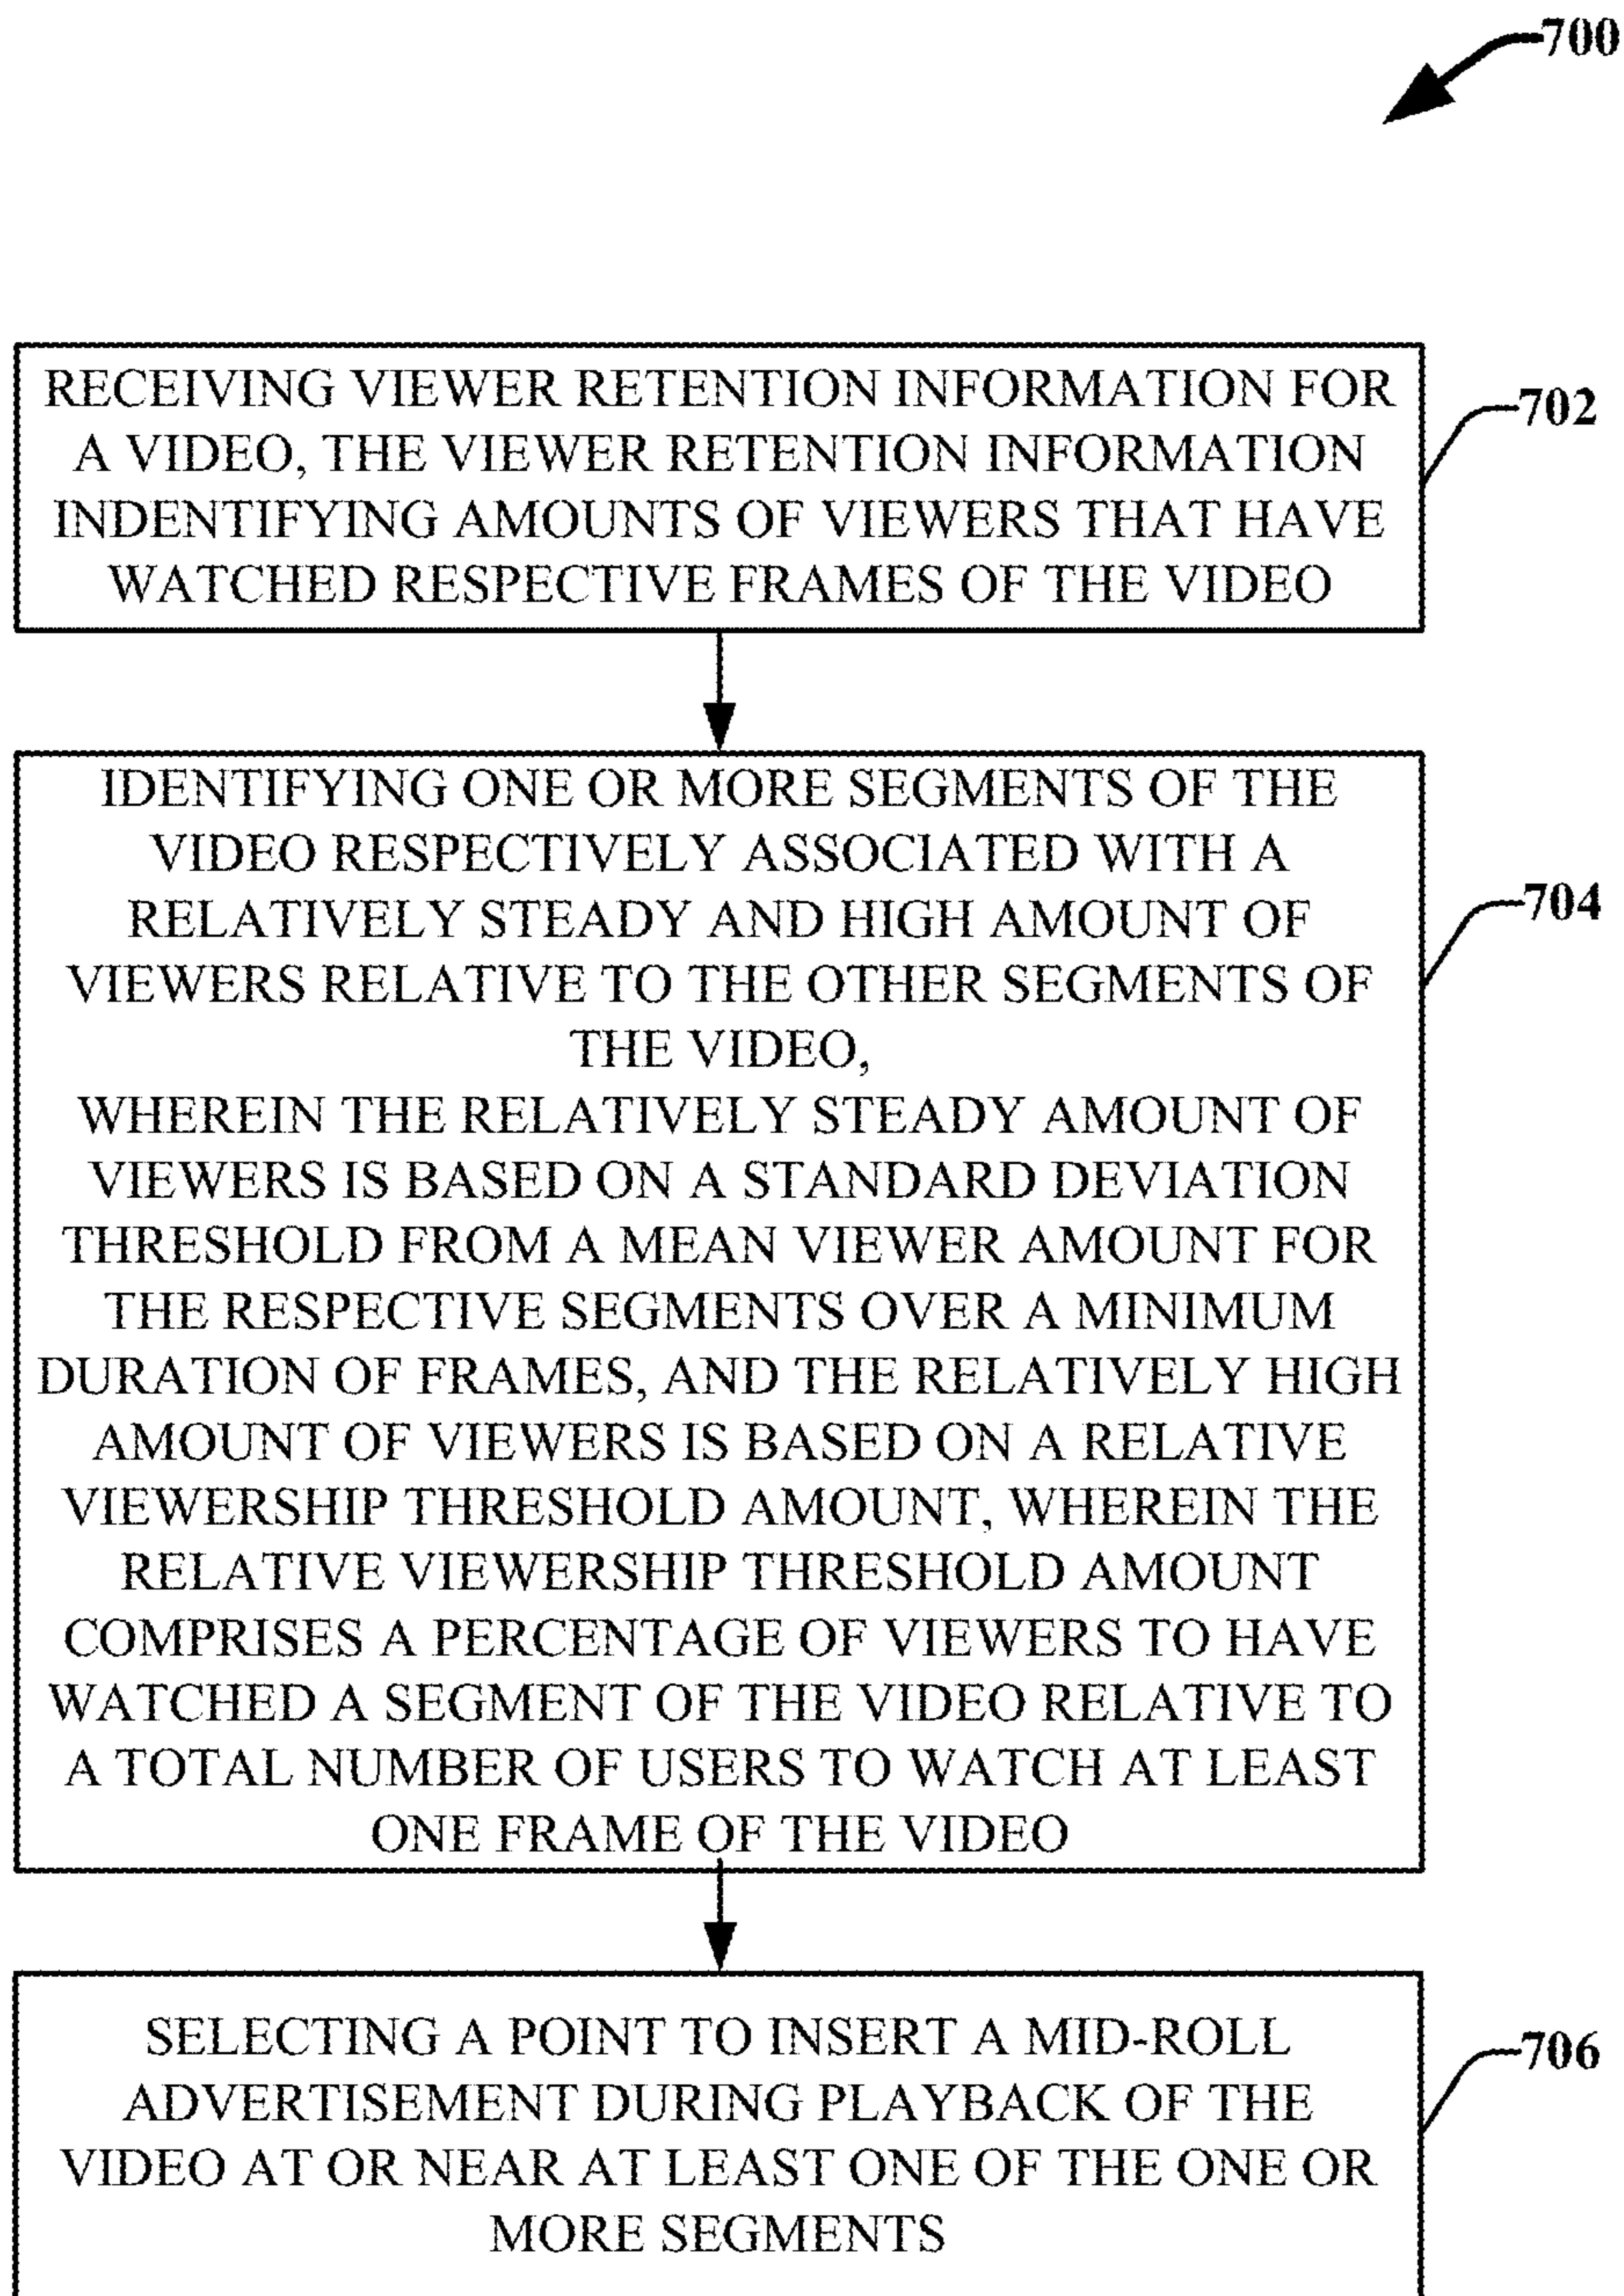 700
RECEIVING VIEWER RETENTION INFORMATION FOR
A VIDEO, THE VIEWER RETENTION INFORMATION
INDENTIFYING AMOUNTS OF VIEWERS THAT HAVE
WATCHED RESPECTIVE FRAMES OF THE VIDEO
702
IDENTIFYING ONE OR MORE SEGMENTS OF THE
VIDEO RESPECTIVELY ASSOCIATED WITH A
RELATIVELY STEADY AND HIGH AMOUNT OF
VIEWERS RELATIVE TO THE OTHER SEGMENTS OF
THE VIDEO,
WHEREIN THE RELATIVELY STEADY AMOUNT OF
VIEWERS IS BASED ON A STANDARD DEVIATION
THRESHOLD FROM A MEAN VIEWER AMOUNT FOR
THE RESPECTIVE SEGMENTS OVER A MINIMUM
DURATION OF FRAMES, AND THE RELATIVELY HIGH
AMOUNT OF VIEWERS IS BASED ON A RELATIVE
VIEWERSHIP THRESHOLD AMOUNT, WHEREIN THE
RELATIVE VIEWERSHIP THRESHOLD AMOUNT
COMPRISES A PERCENTAGE OF VIEWERS TO HAVE
WATCHED A SEGMENT OF THE VIDEO RELATIVE TO
A TOTAL NUMBER OF USERS TO WATCH AT LEAST
ONE FRAME OF THE VIDEO
704
SELECTING A POINT TO INSERT A MID-ROLL
ADVERTISEMENT DURING PLAYBACK OF THE
VIDEO AT OR NEAR AT LEAST ONE OF THE ONE OR
MORE SEGMENTS
706